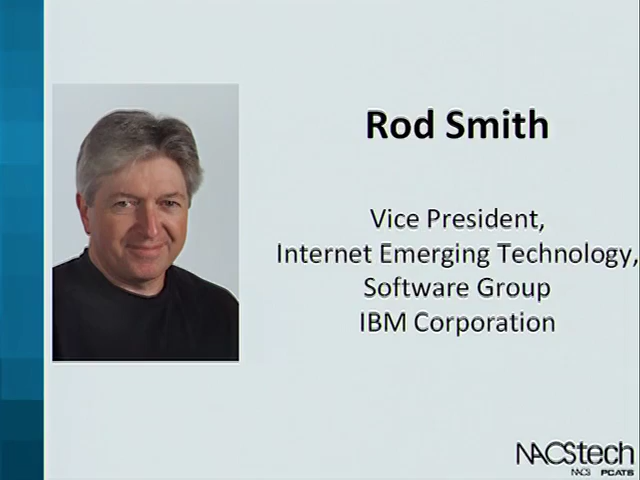 Rod Smith
Vice President,
Internet Emerging Technology,
Software Group
IBM Corporation
NACStech
NACS PCATS